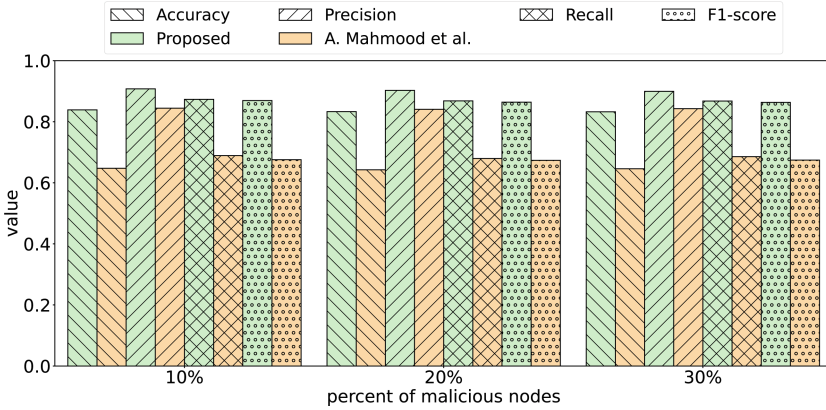 Accuracy Precision Recall F1-score
Proposed A. Mahmood et al.
1.0
0.8
0.6
0.4
0.2
0.0
value
10% 20% 30%
percent of malicious nodes